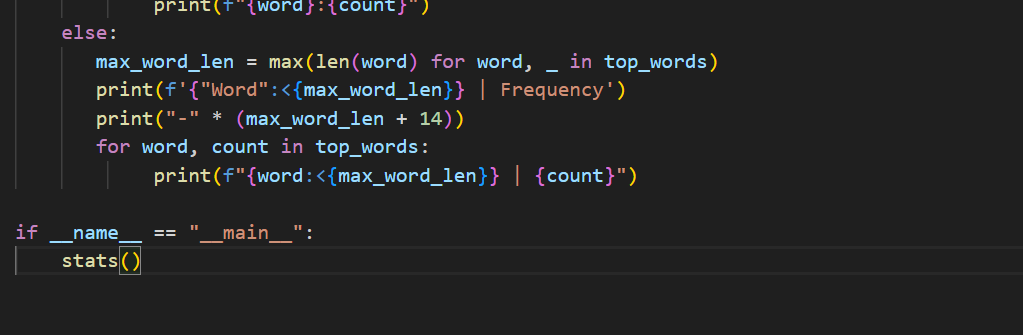 print(f"{word}:{count}")
    else:
       max_word_len = max(len(word) for word, _ in top_words)
       print(f'{"Word":<{max_word_len}} | Frequency')
       print("-" * (max_word_len + 14))
       for word, count in top_words:
            print(f"{word:<{max_word_len}} | {count}")

if __name__ == "__main__":
    stats()